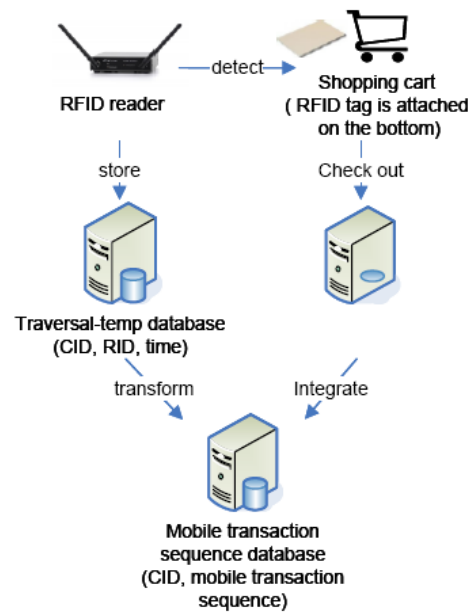 detect
RFID reader
Shopping cart
( RFID tag is attached
on the bottom)
store
Check out
Traversal-temp database
(CID, RID, time)
transform
Integrate
Mobile transaction
sequence database
(CID, mobile transaction
sequence)